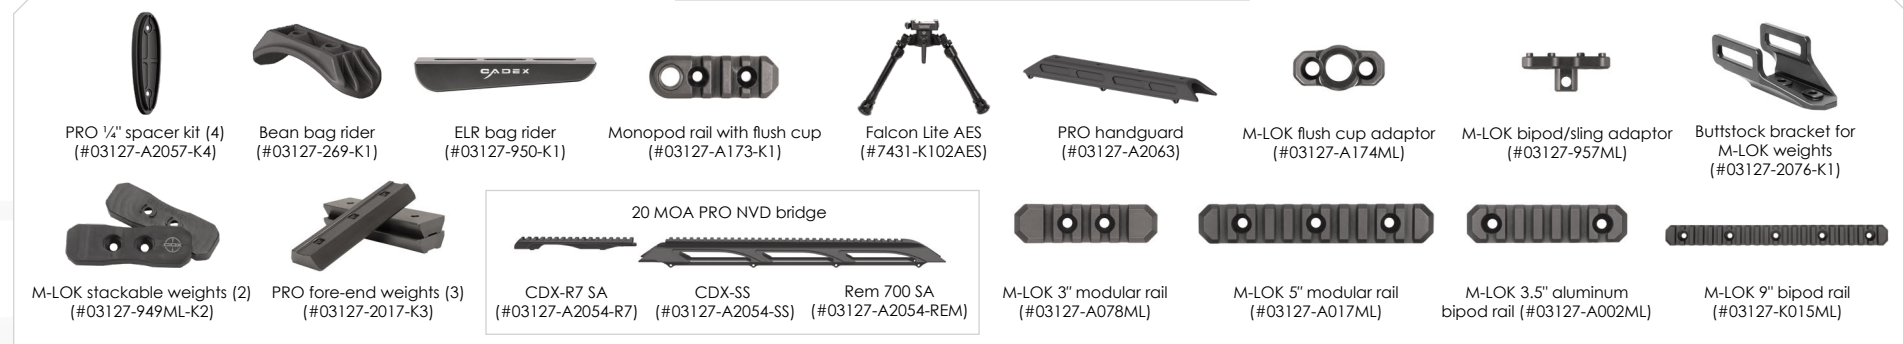 CADEX
PRO ¼" spacer kit (4)
(#03127-A2057-K4)
Bean bag rider
(#03127-269-K1)
ELR bag rider
(#03127-950-K1)
Monopod rail with flush cup
(#03127-A173-K1)
Falcon Lite AES
(#7431-K102AES)
PRO handguard
(#03127-A2063)
M-LOK flush cup adaptor
(#03127-A174ML)
M-LOK bipod/sling adaptor
(#03127-957ML)
Buttstock bracket for
M-LOK weights
(#03127-2076-K1)
M-LOK stackable weights (2)
(#03127-949ML-K2)
PRO fore-end weights (3)
(#03127-2017-K3)
20 MOA PRO NVD bridge
CDX-R7 SA
(#03127-A2054-R7)
CDX-SS
(#03127-A2054-SS)
Rem 700 SA
(#03127-A2054-REM)
M-LOK 3" modular rail
(#03127-A078ML)
M-LOK 5" modular rail
(#03127-A017ML)
M-LOK 3.5" aluminum
bipod rail (#03127-A002ML)
M-LOK 9" bipod rail
(#03127-K015ML)